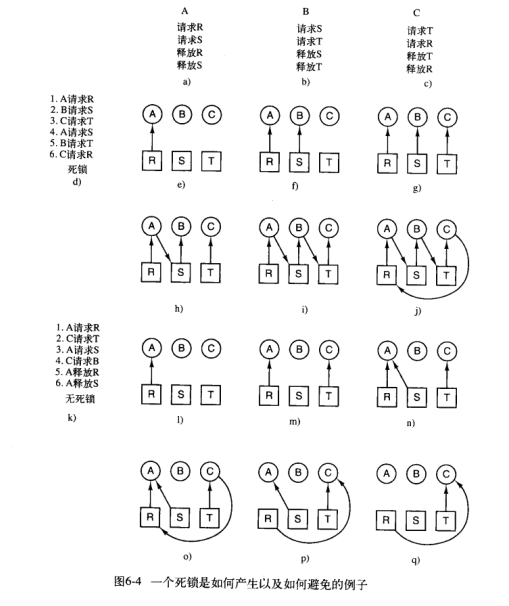 A B C
请求R 请求S 请求T
请求S 请求T 请求R
释放R 释放S 释放T
释放S 释放T 释放R
a) b) c)
1. A请求R
2. B请求S
3. C请求T
4. A请求S
5. B请求T
6. C请求R
死锁
d)
A B C A B C A B C
R S T R S T R S T
e) f) g)
A B C A B C A B C
R S T R S T R S T
h) i) j)
1. A请求R
2. C请求T
3. A请求S
4. C请求B
5. A释放R
6. A释放S
无死锁
k)
A B C A B C A B C
R S T R S T R S T
l) m) n)
A B C A B C A B C
R S T R S T R S T
o) p) q)
图6-4 一个死锁是如何产生以及如何避免的例子